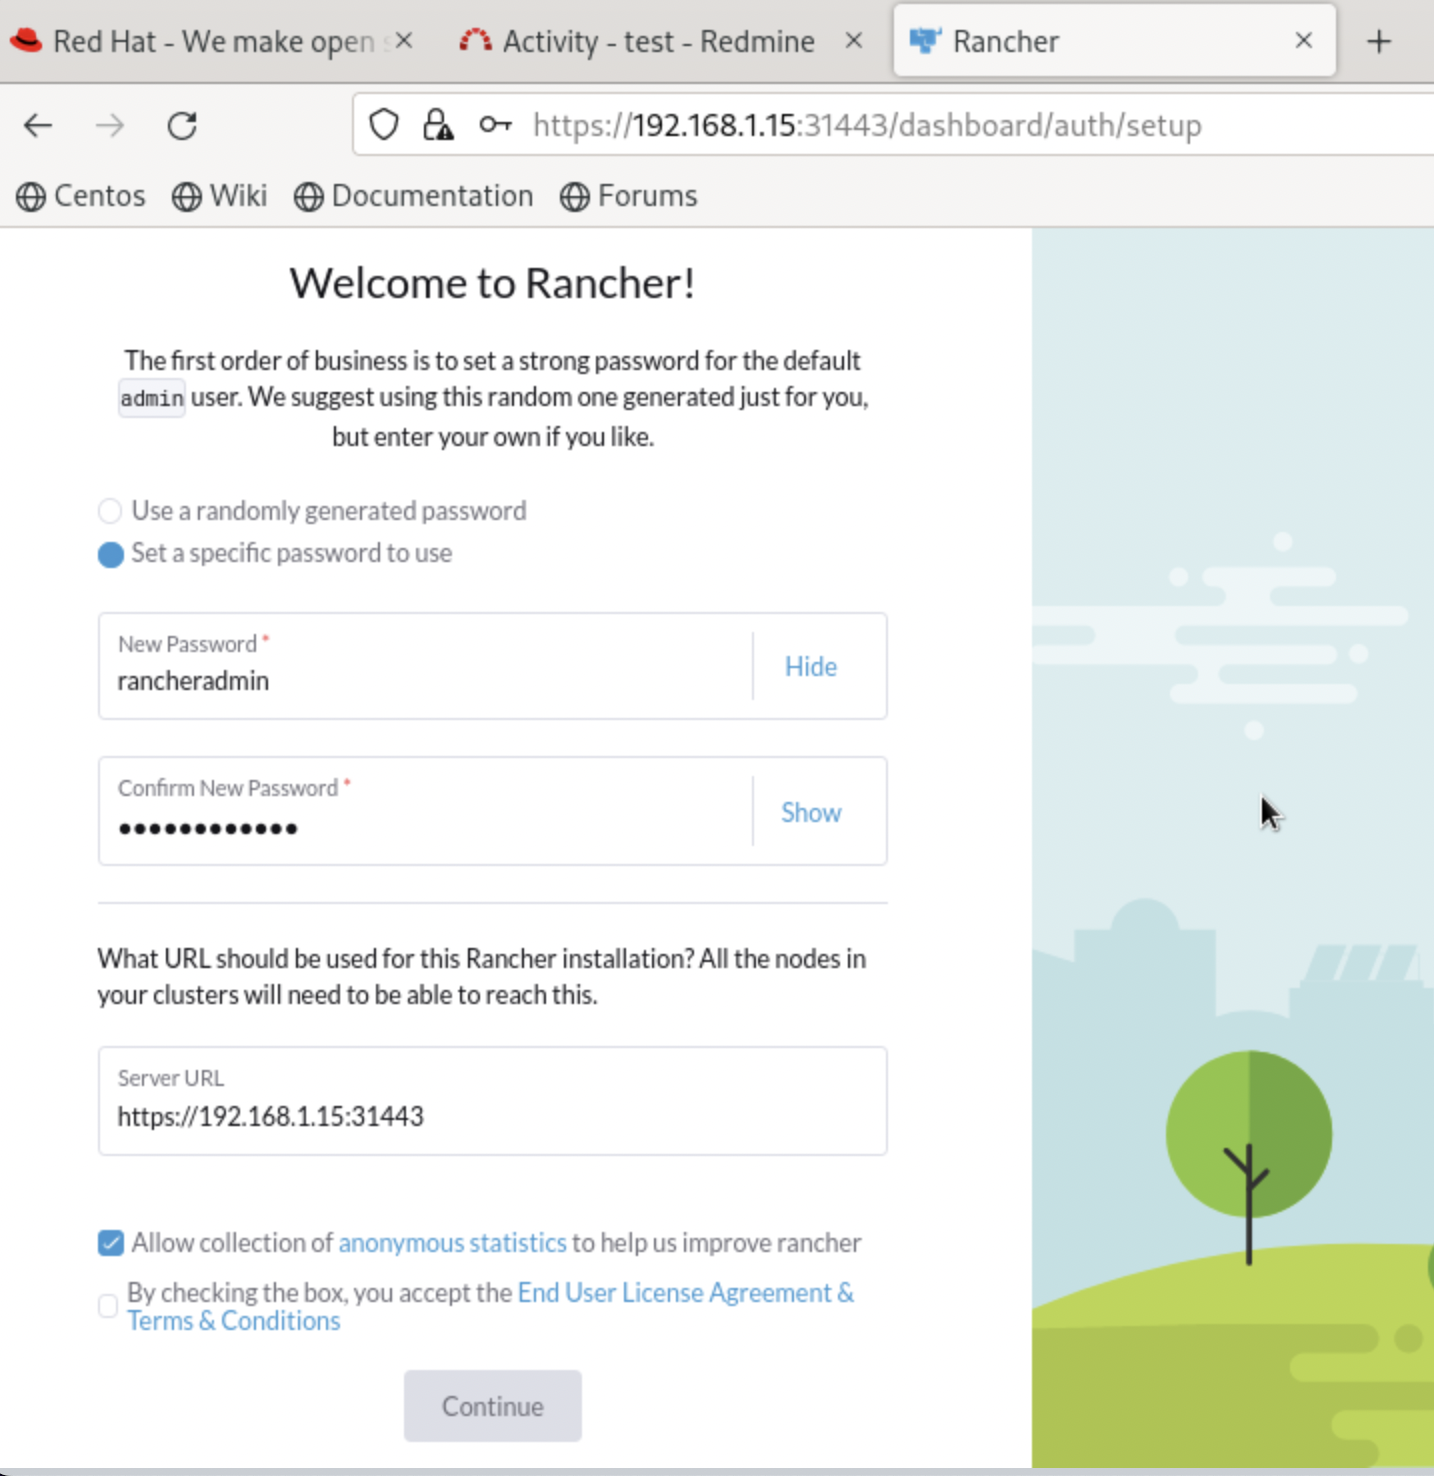 Red Hat - We make open
Activity - test - Redmine
Rancher
https://192.168.1.15:31443/dashboard/auth/setup
Centos
Wiki
Documentation
Forums
Welcome to Rancher!
The first order of business is to set a strong password for the default
admin user. We suggest using this random one generated just for you,
but enter your own if you like.
Use a randomly generated password
Set a specific password to use
New Password *
rancheradmin
Hide
Confirm New Password *
••••••••••••
Show
What URL should be used for this Rancher installation? All the nodes in
your clusters will need to be able to reach this.
Server URL
https://192.168.1.15:31443
Allow collection of anonymous statistics to help us improve rancher
By checking the box, you accept the End User License Agreement &
Terms & Conditions
Continue